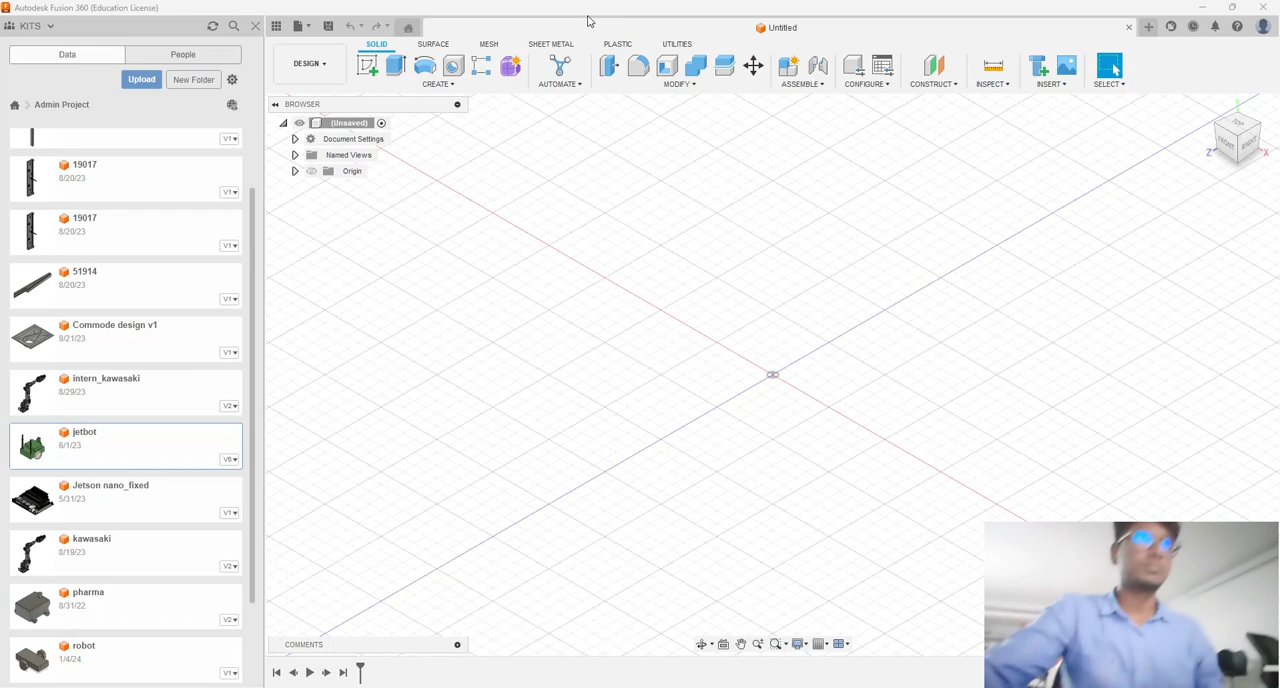 Autodesk Fusion 360 (Education License)
KITS
Untitled
Data
People
Upload
New Folder
Admin Project
V1
19017
8/20/23
V1
19017
8/20/23
V1
51914
8/20/23
V1
Commode design v1
9/21/23
V1
intern_kawasaki
8/29/23
V2
jetbot
6/1/23
V6
Jetson nano_fixed
5/31/23
V1
kawasaki
8/19/23
V2
pharma
8/31/22
V2
robot
1/4/24
V1
DESIGN
SOLID
SURFACE
MESH
SHEET METAL
PLASTIC
UTILITIES
CREATE
AUTOMATE
MODIFY
ASSEMBLE
CONFIGURE
CONSTRUCT
INSPECT
INSERT
SELECT
BROWSER
(Unsaved)
Document Settings
Named Views
Origin
Y
TOP
FRONT
RIGHT
Z
X
COMMENTS